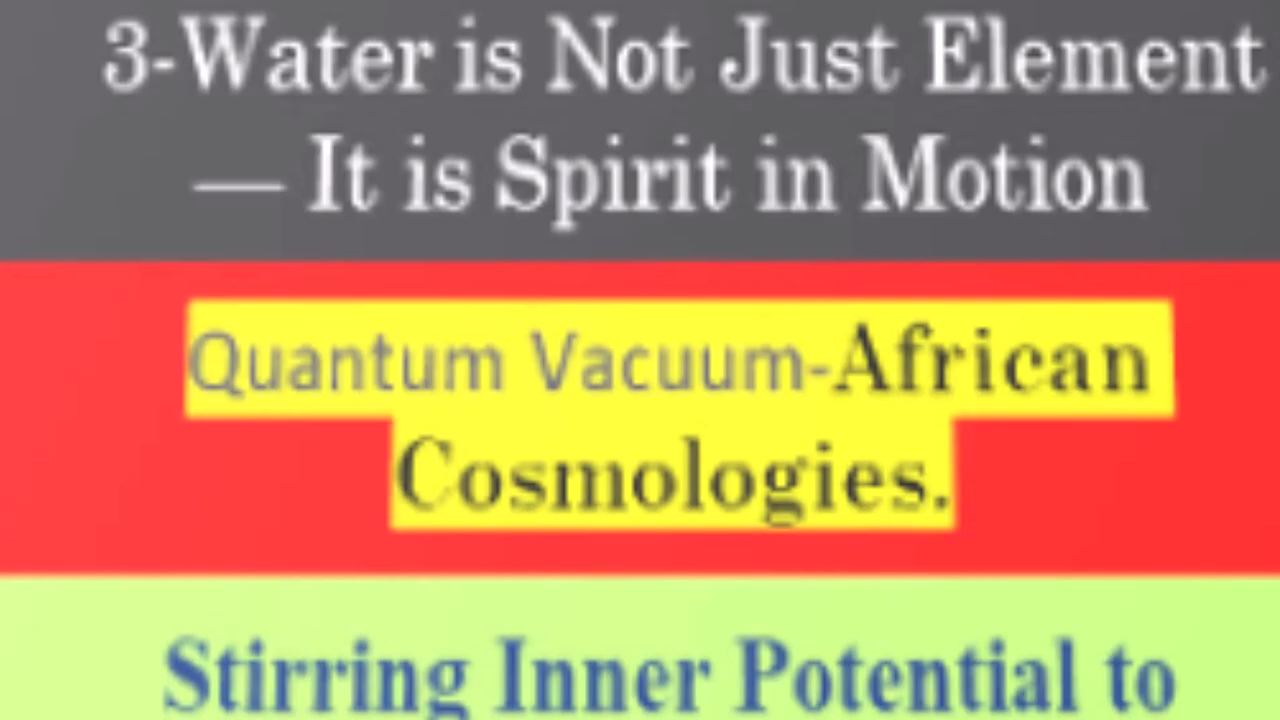 3-Water is Not Just Element
— It is Spirit in Motion
Quantum Vacuum-African
Cosmologies.
Stirring Inner Potential to